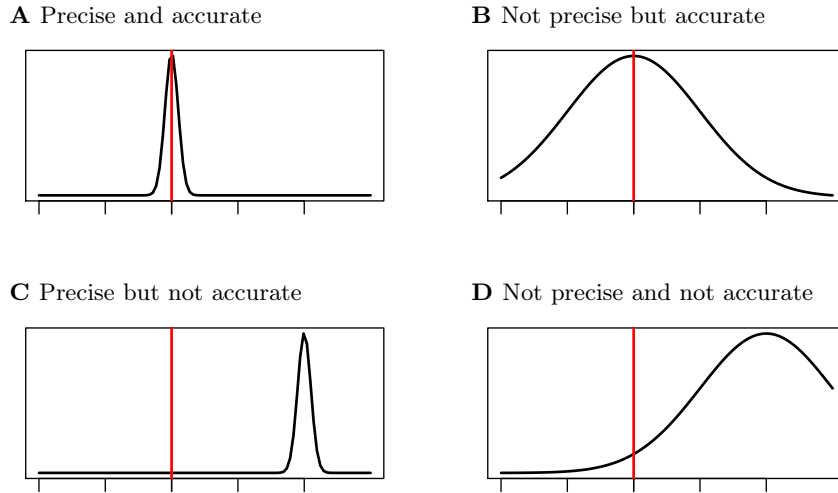 A Precise and accurate
B Not precise but accurate
C Precise but not accurate
D Not precise and not accurate